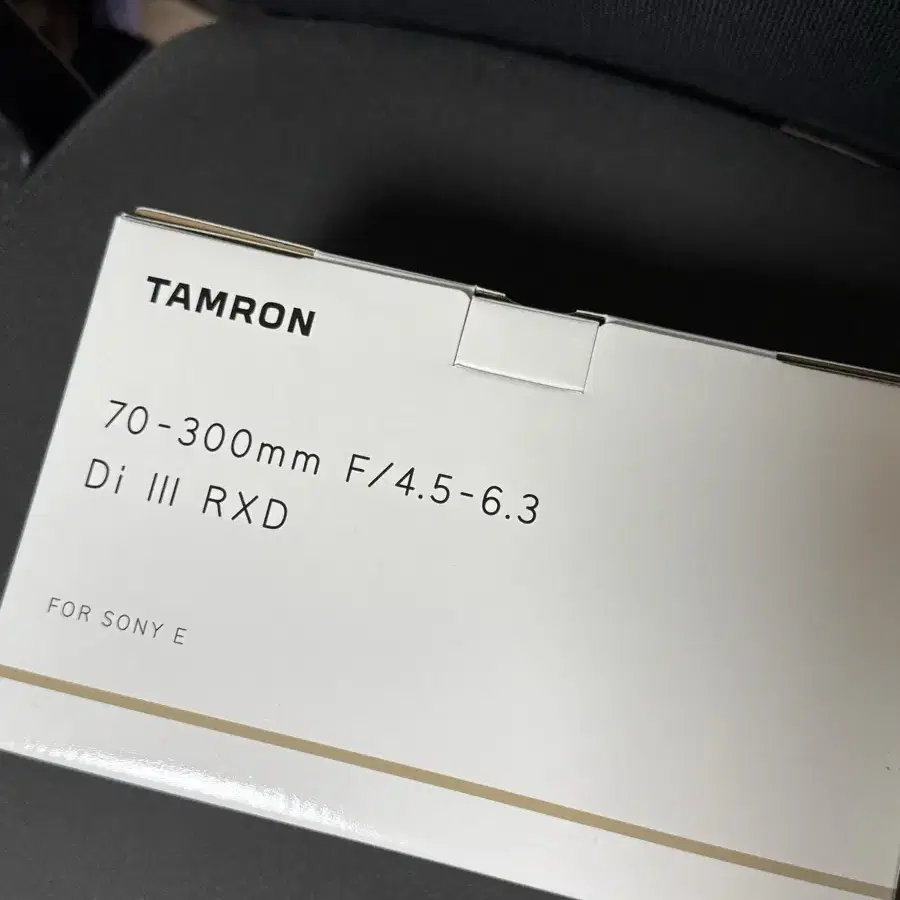 TAMRON
70-300mm F/4.5-6.3
Di III RXD
FOR SONY E